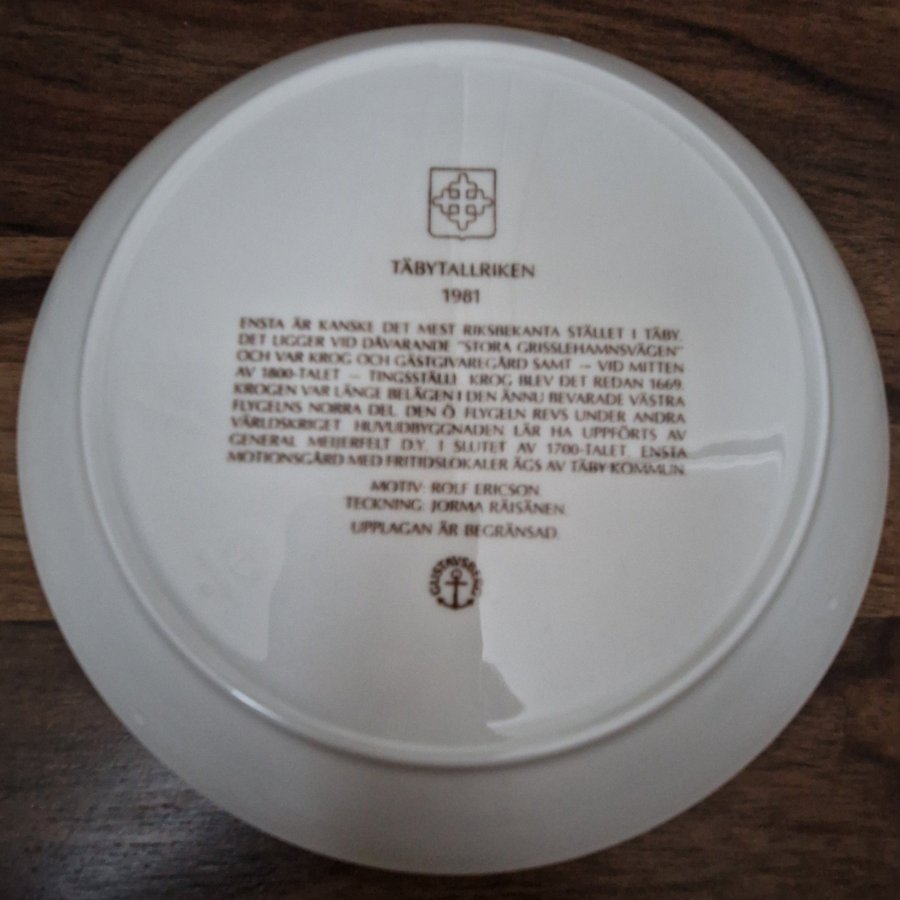 TÄBYTALLRIKEN
1981
ENSTA ÄR KANSKE DET MEST RIKSBEKANTA STÄLLET I TÄBY.
DET LIGGER VID DÅVARANDE "STORA GRISSLEHAMNSVÄGEN"
OCH VAR KROG OCH GÄSTGIVAREGÅRD SAMT – VID MITTEN
AV 1800-TALET – TINGSSTÄLLE. KROG BLEV DET REDAN 1669.
KROGEN VAR LÄNGE BELÄGEN I DEN ÄNNU BEVARADE VÄSTRA
FLYGELNS NORRA DEL. DEN Ö. FLYGELN REVS UNDER ANDRA
VÄRLDSKRIGET. HUVUDBYGGNADEN LÄR HA UPPFÖRTS AV
GENERAL MEIJERFELT D.Y. I SLUTET AV 1700-TALET. ENSTA
MOTIONSGÅRD MED FRITIDSLOKALER ÄGS AV TÄBY KOMMUN.
MOTIV: ROLF ERICSON.
TECKNING: JORMA RÄISÄNEN.
UPPLAGAN ÄR BEGRÄNSAD.
GUSTAVSBERG